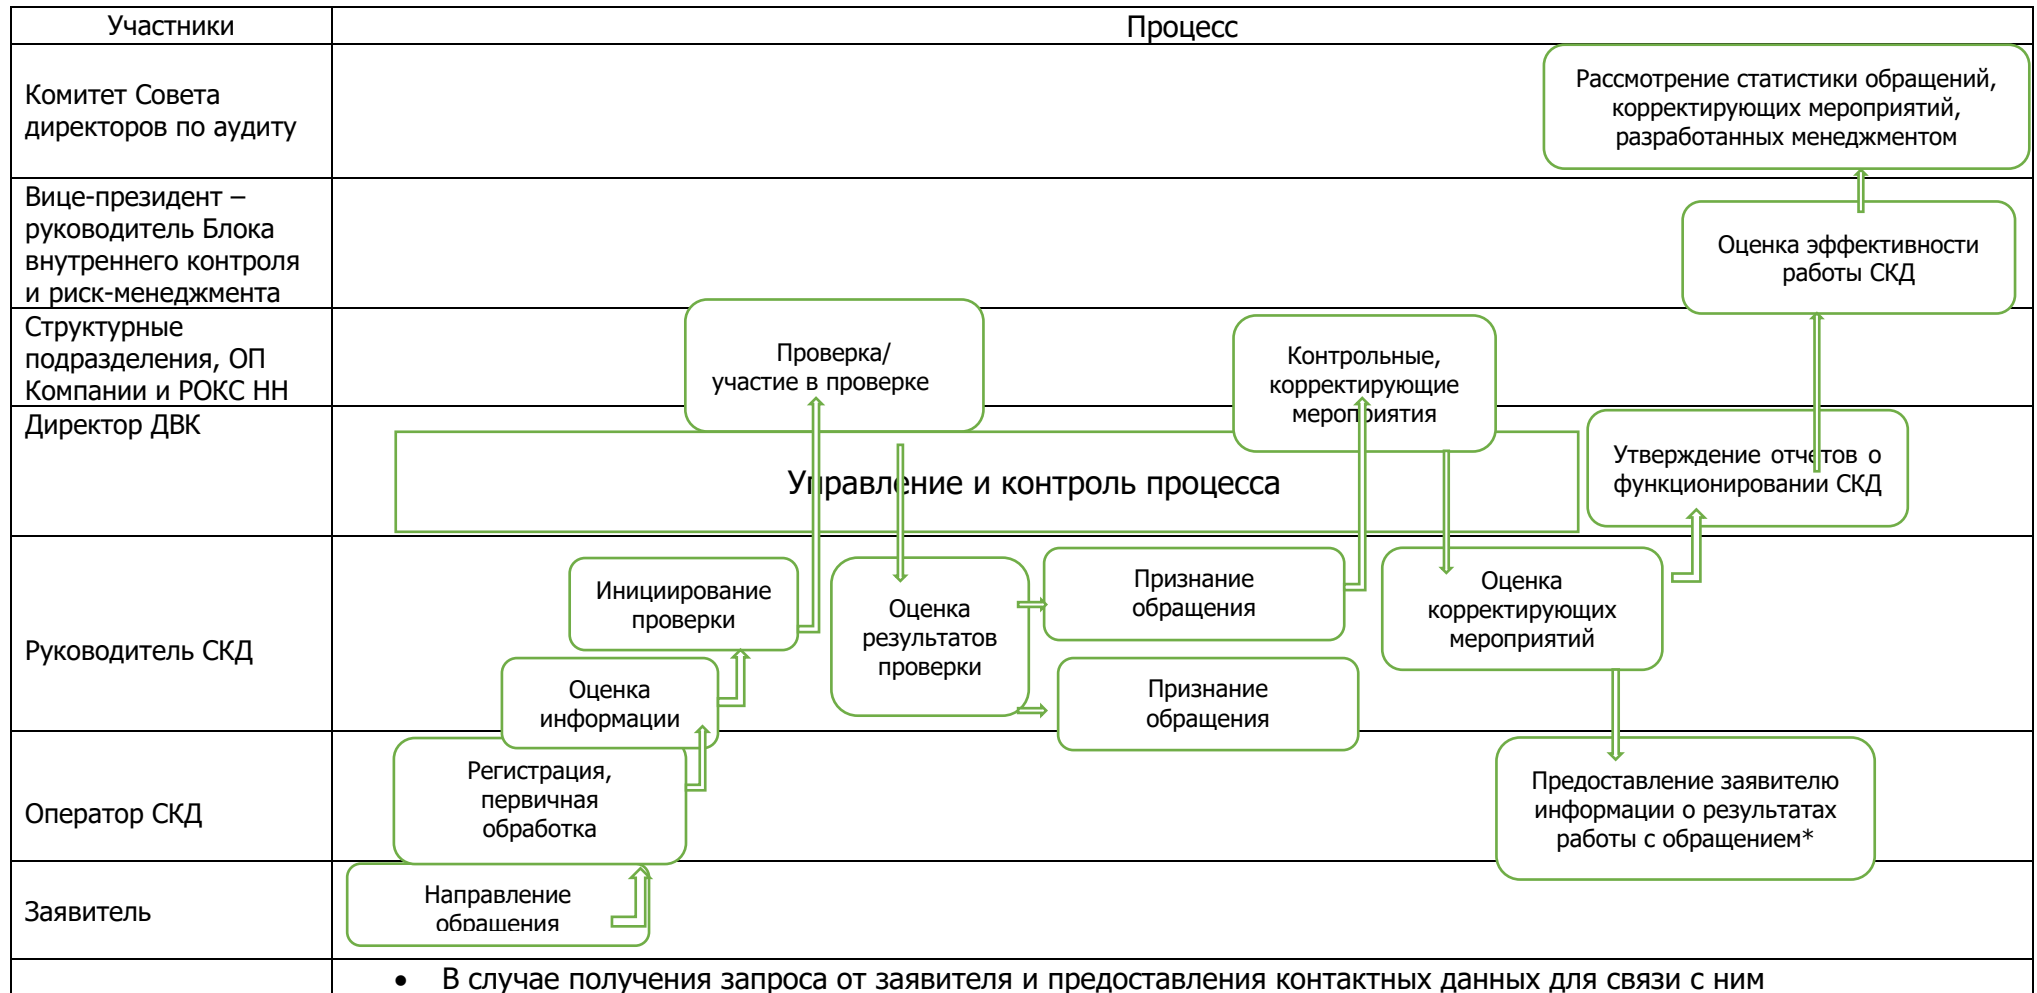 Участники
Процесс
Комитет Совета
директоров по аудиту
Рассмотрение статистики обращений,
корректирующих мероприятий,
разработанных менеджментом
Вице-президент –
руководитель Блока
внутреннего контроля
и риск-менеджмента
Оценка эффективности
работы СКД
Структурные
подразделения, ОП
Компании и РОКС НН
Проверка/
участие в проверке
Контрольные,
корректирующие
мероприятия
Директор ДВК
Управление и контроль процесса
Утверждение отчетов о
функционировании СКД
Руководитель СКД
Инициирование
проверки
Оценка
информации
Оценка
результатов
проверки
Признание
обращения
Признание
обращения
Оценка
корректирующих
мероприятий
Оператор СКД
Регистрация,
первичная
обработка
Предоставление заявителю
информации о результатах
работы с обращением*
Заявитель
Направление
обращения
• В случае получения запроса от заявителя и предоставления контактных данных для связи с ним